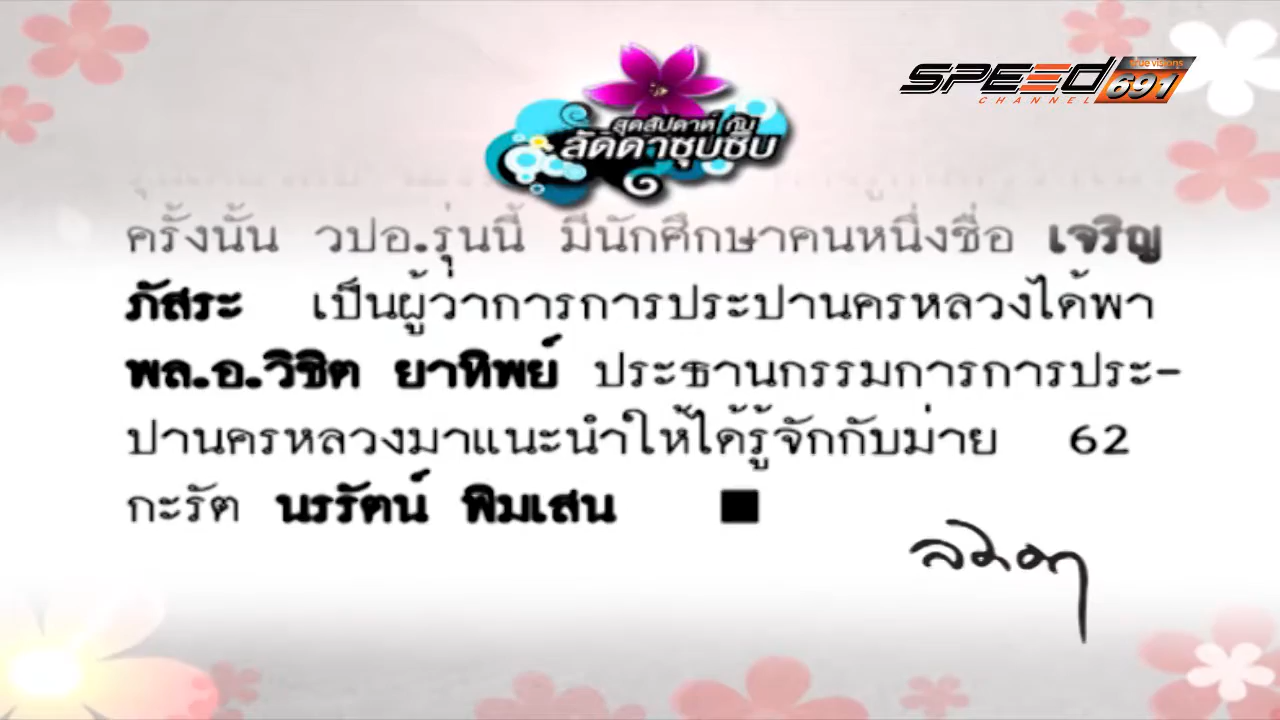 SPEED
CHANNEL
true visions
691
สุดสัปดาห์ กับ
ลัดดาซุบซิบ
ครั้งนั้น วปอ.รุ่นนี้ มีนักศึกษาคนหนึ่งชื่อ เจริญ
ภัสระ เป็นผู้ว่าการการประปานครหลวงได้พา
พล.อ.วิชิต ยาทิพย์ ประธานกรรมการการประ-
ปานครหลวงมาแนะนำให้ได้รู้จักกับม่าย 62
กะรัต นรรัตน์ พิมเสน ■
ลัดดา